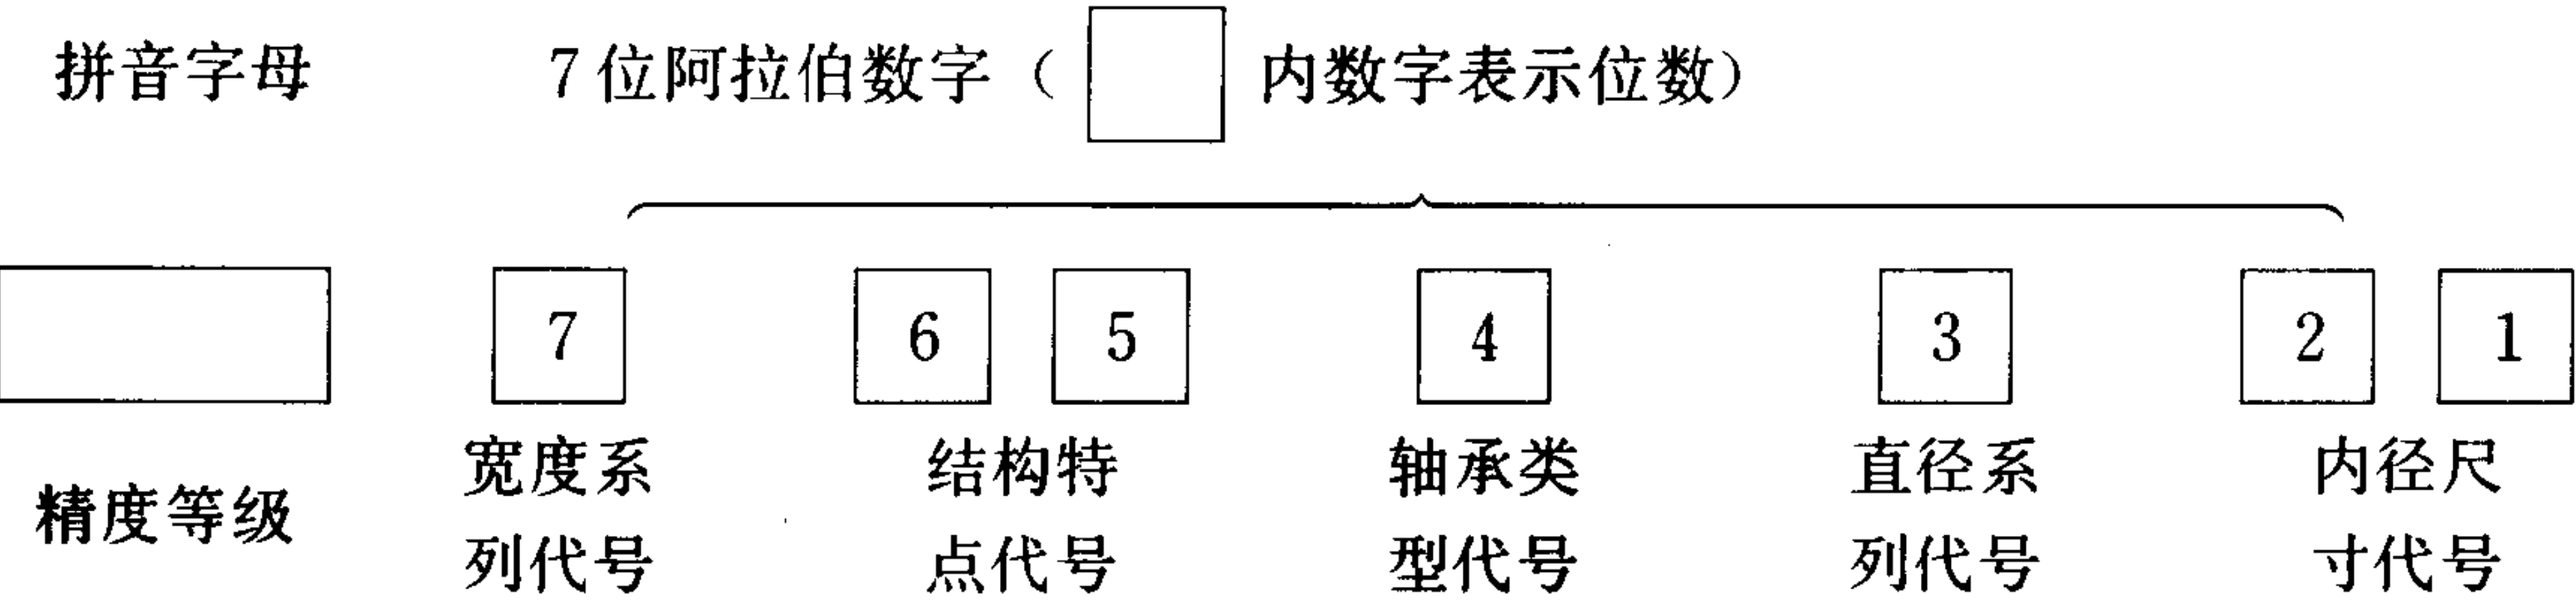 拼音字母 7位阿拉伯数字（ 内数字表示位数）
7 6 5 4 3 2 1
精度等级
宽度系
列代号
结构特
点代号
轴承类
型代号
直径系
列代号
内径尺
寸代号